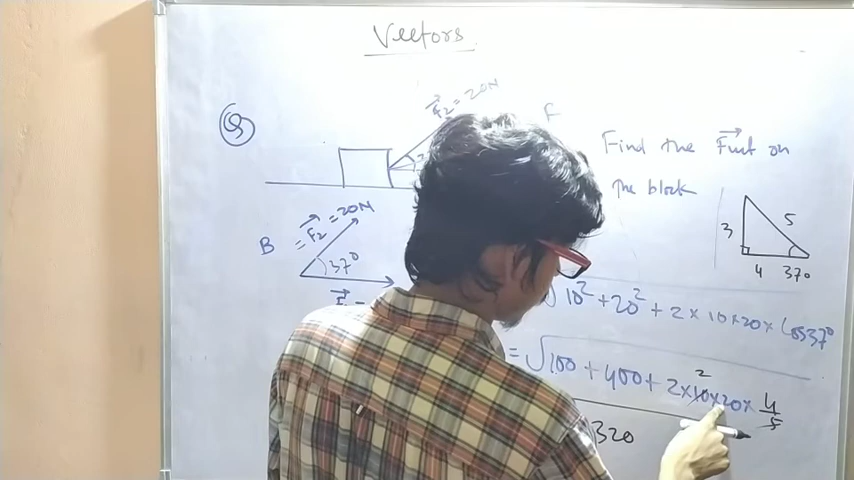 Vectors
Q
F₂ = 20N
F
Find the Fnet on
the block
B = F₂ = 20N
37°
3
5
4
37°
10² + 20² + 2 × 10 × 20 × Cos37°
= √100 + 400 + 2 × 10 × 20 × 4/5
2
320